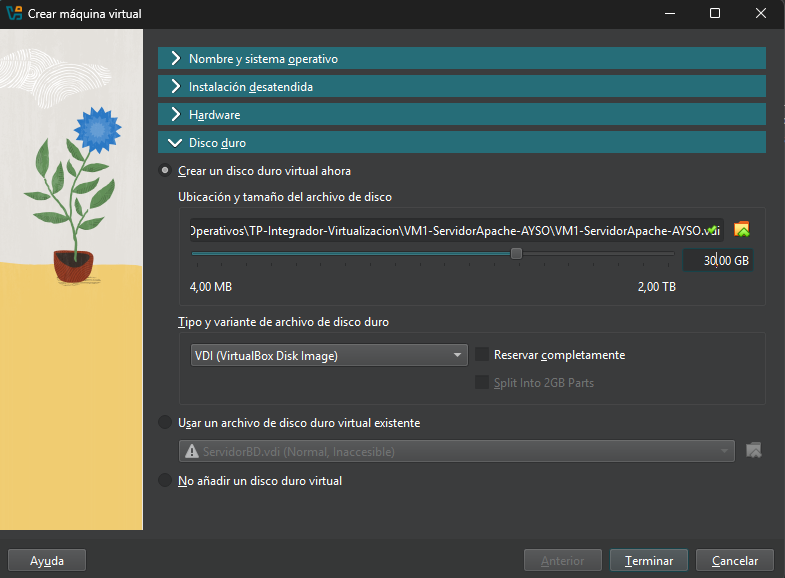 Crear máquina virtual
Nombre y sistema operativo
Instalación desatendida
Hardware
Disco duro
Crear un disco duro virtual ahora
Ubicación y tamaño del archivo de disco
Operativos\TP-Integrador-Virtualizacion\VM1-ServidorApache-AYSO\VM1-ServidorApache-AYSO.vdi
30,00 GB
4,00 MB 2,00 TB
Tipo y variante de archivo de disco duro
VDI (VirtualBox Disk Image) Reservar completamente
Split Into 2GB Parts
Usar un archivo de disco duro virtual existente
ServidorBD.vdi (Normal, Inaccesible)
No añadir un disco duro virtual
Ayuda Anterior Terminar Cancelar